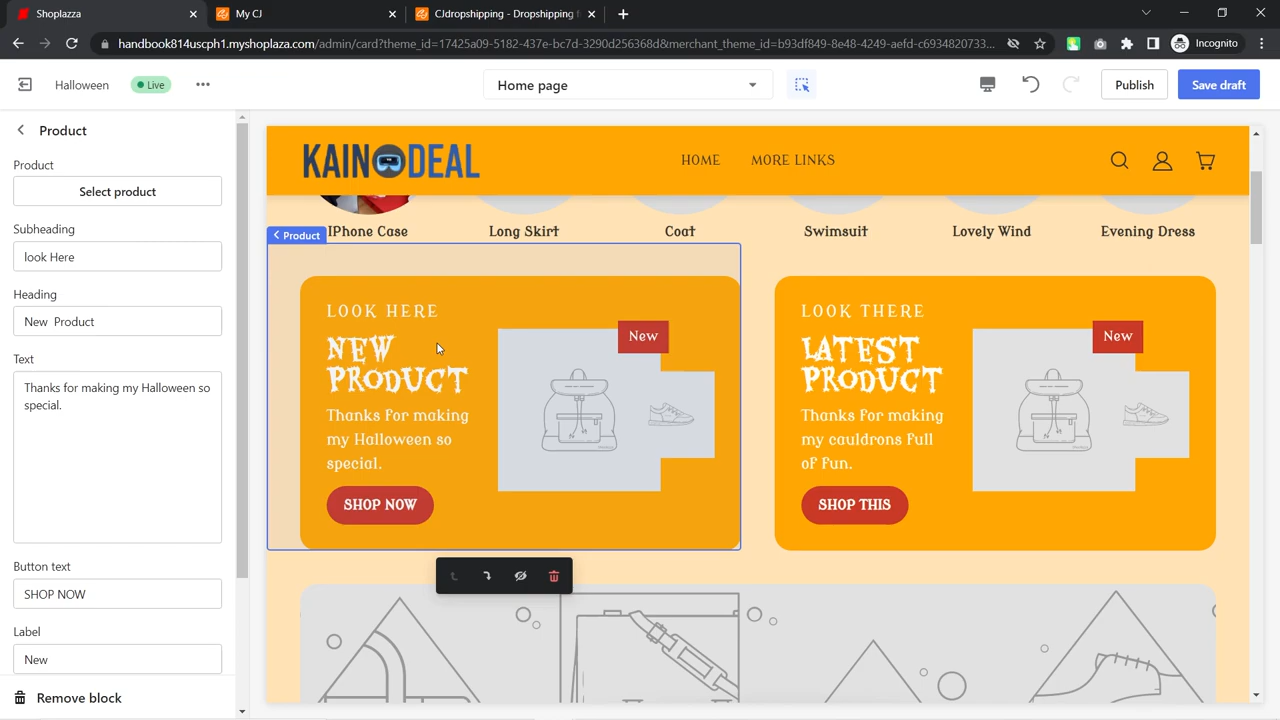 Shoplazza
My CJ
CJdropshipping - Dropshipping f
handbook814uscph1.myshoplaza.com/admin/card?theme_id=17425a09-5182-437e-bc7d-3290d256368d&merchant_theme_id=b93df849-8e48-4249-aefd-c6934820733...
Incognito
Halloween
Live
Home page
Publish
Save draft
Product
Product
Select product
Subheading
look Here
Heading
New Product
Text
Thanks for making my Halloween so
special.
Button text
SHOP NOW
Label
New
Remove block
KAINODEAL
HOME
MORE LINKS
IPhone Case
Long Skirt
Coat
Swimsuit
Lovely Wind
Evening Dress
Product
LOOK HERE
NEW
PRODUCT
Thanks for making
my Halloween so
special.
SHOP NOW
New
LOOK THERE
LATEST
PRODUCT
Thanks for making
my cauldrons full
of fun.
SHOP THIS
New